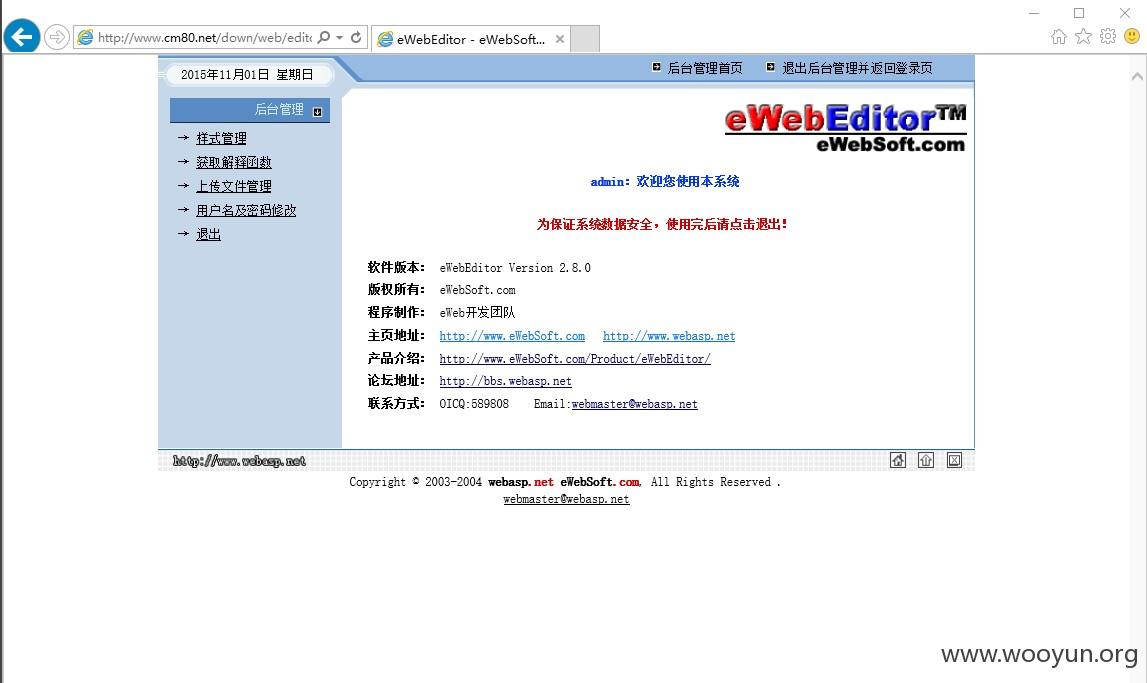 http://www.cm80.net/down/web/edito
eWebEditor - eWebSoft...
2015年11月01日 星期日
后台管理首页 退出后台管理并返回登录页
后台管理
样式管理
获取解释函数
上传文件管理
用户名及密码修改
退出
eWebEditor™
eWebSoft.com
admin：欢迎您使用本系统
为保证系统数据安全，使用完后请点击退出！
软件版本： eWebEditor Version 2.8.0
版权所有： eWebSoft.com
程序制作： eWeb开发团队
主页地址： http://www.eWebSoft.com http://www.webasp.net
产品介绍： http://www.eWebSoft.com/Product/eWebEditor/
论坛地址： http://bbs.webasp.net
联系方式： OICQ:589808 Email:webmaster@webasp.net
http://www.webasp.net
Copyright © 2003-2004 webasp.net eWebSoft.com, All Rights Reserved .
webmaster@webasp.net
www.wooyun.org